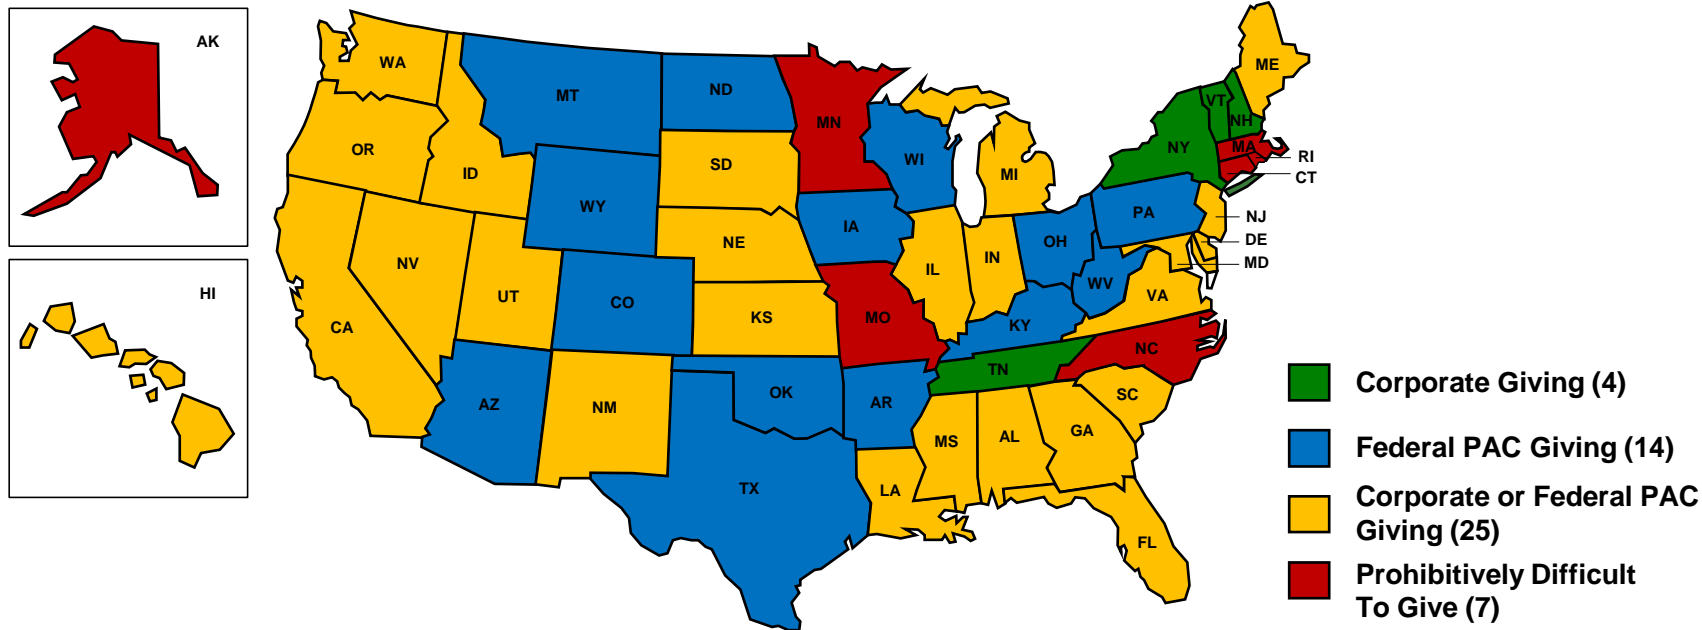 AK
HI
WA
OR
CA
NV
ID
MT
WY
UT
CO
AZ
NM
ND
SD
NE
KS
OK
TX
MN
IA
MO
AR
LA
WI
IL
MI
IN
OH
KY
TN
MS
AL
GA
FL
SC
NC
VA
WV
PA
NY
VT
NH
ME
MA
RI
CT
NJ
DE
MD
Corporate Giving (4)
Federal PAC Giving (14)
Corporate or Federal PAC
Giving (25)
Prohibitively Difficult
To Give (7)